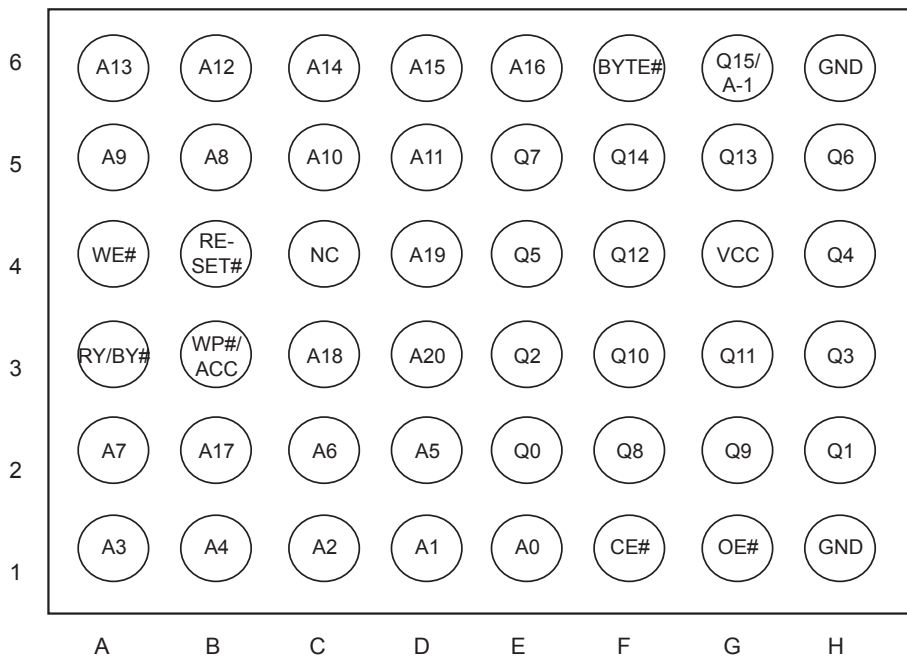 6 A13 A12 A14 A15 A16 BYTE# Q15/ GND
A-1
5 A9 A8 A10 A11 Q7 Q14 Q13 Q6
4 WE# RE- NC A19 Q5 Q12 VCC Q4
SET#
3 RY/BY# WP#/ A18 A20 Q2 Q10 Q11 Q3
ACC
2 A7 A17 A6 A5 Q0 Q8 Q9 Q1
1 A3 A4 A2 A1 A0 CE# OE# GND
A B C D E F G H